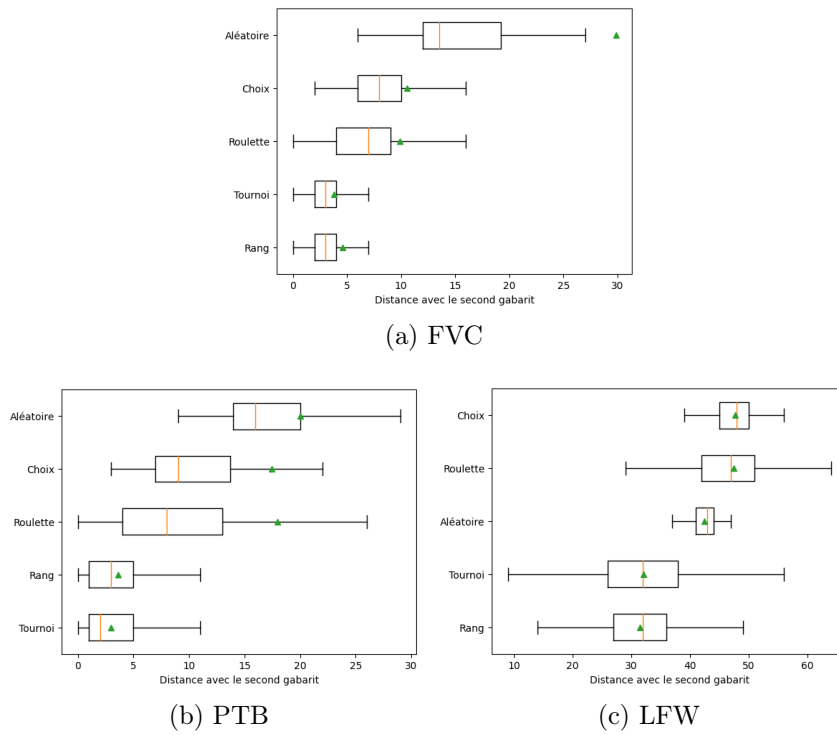 Aléatoire
Choix
Roulette
Tournoi
Rang
0 5 10 15 20 25 30
Distance avec le second gabarit
(a) FVC
Aléatoire
Choix
Roulette
Rang
Tournoi
0 5 10 15 20 25 30
Distance avec le second gabarit
(b) PTB
Choix
Roulette
Aléatoire
Tournoi
Rang
10 20 30 40 50 60
Distance avec le second gabarit
(c) LFW